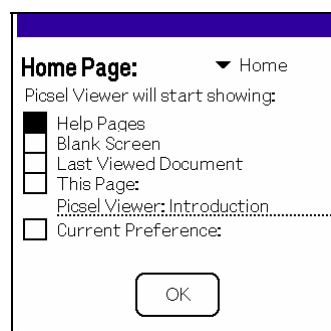 Home Page: Home
Picsel Viewer will start showing:
Help Pages
Blank Screen
Last Viewed Document
This Page:
Picsel Viewer: Introduction
Current Preference:
OK